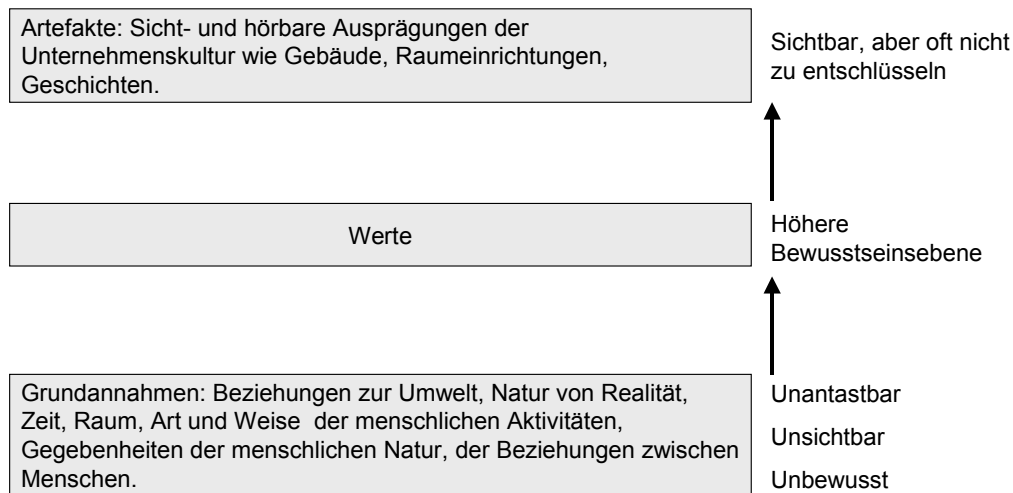 Artefakte: Sicht- und hörbare Ausprägungen der
Unternehmenskultur wie Gebäude, Raumeinrichtungen,
Geschichten.
Sichtbar, aber oft nicht
zu entschlüsseln
Werte
Höhere
Bewusstseinsebene
Grundannahmen: Beziehungen zur Umwelt, Natur von Realität,
Zeit, Raum, Art und Weise der menschlichen Aktivitäten,
Gegebenheiten der menschlichen Natur, der Beziehungen zwischen
Menschen.
Unantastbar
Unsichtbar
Unbewusst